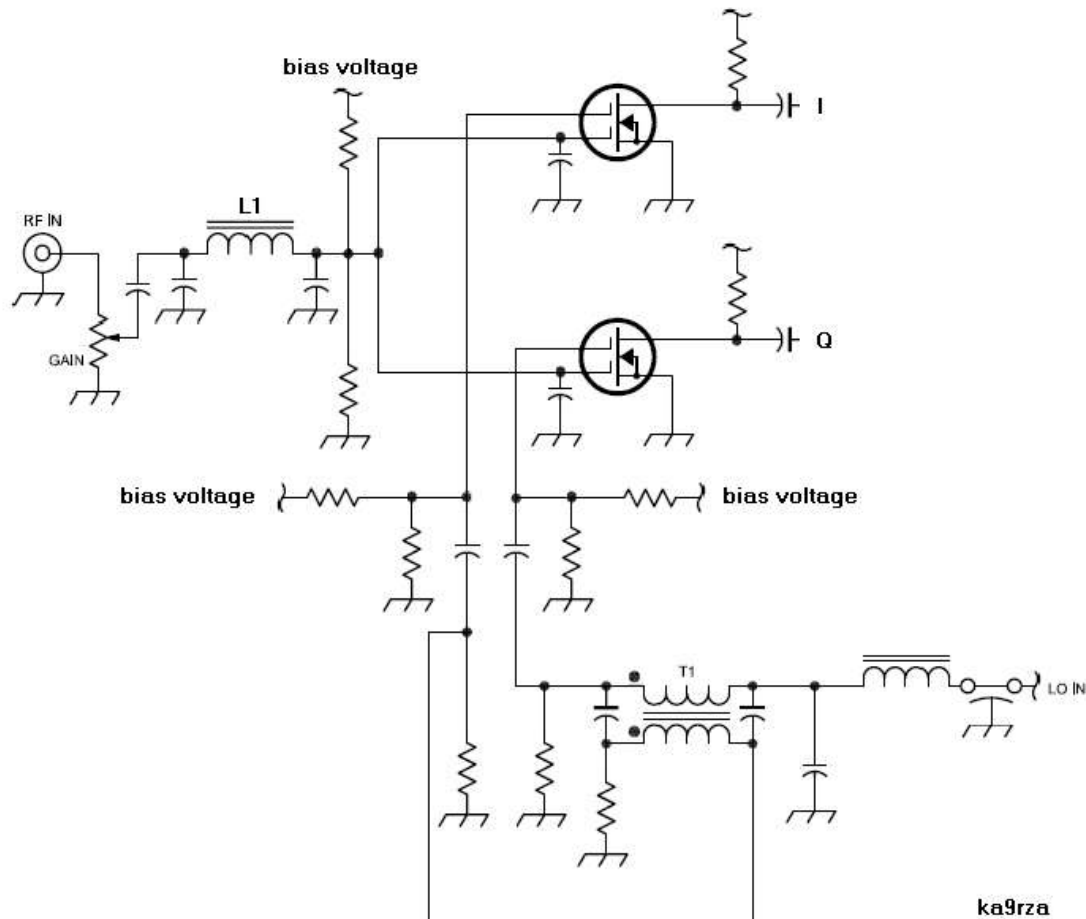 bias voltage
I
L1
RF IN
GAIN
Q
bias voltage
bias voltage
T1
LO IN
ka9rza